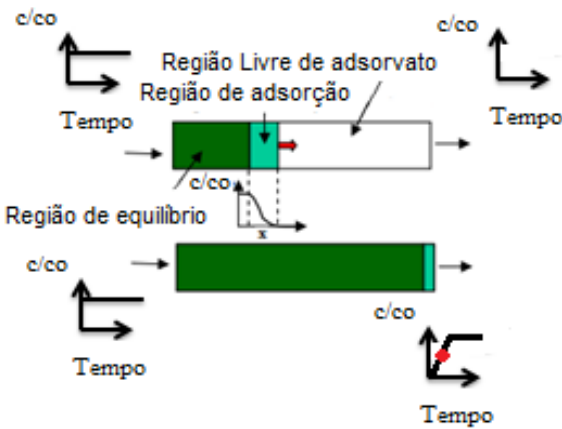 c/co
c/co
Região Livre de adsorvato
Região de adsorção
Tempo
Tempo
c/co
Região de equilíbrio
x
c/co
c/co
Tempo
Tempo